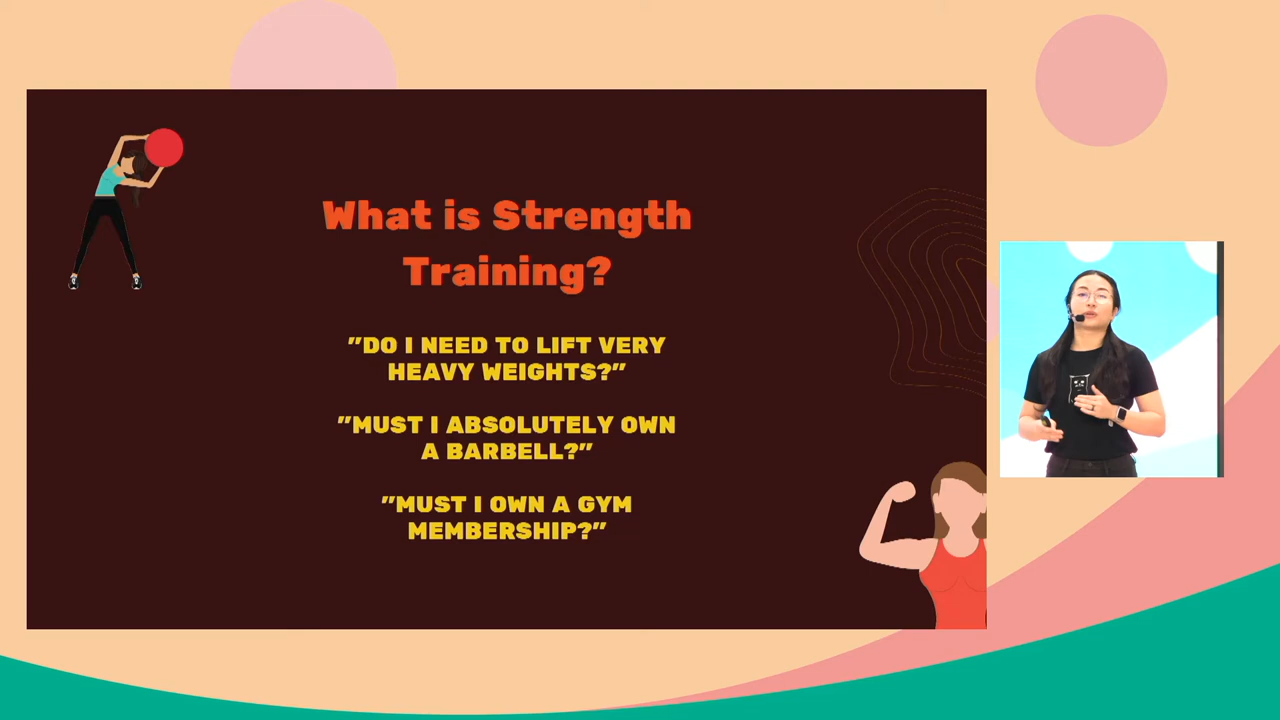 What is Strength
Training?
"DO I NEED TO LIFT VERY
HEAVY WEIGHTS?"
"MUST I ABSOLUTELY OWN
A BARBELL?"
"MUST I OWN A GYM
MEMBERSHIP?"